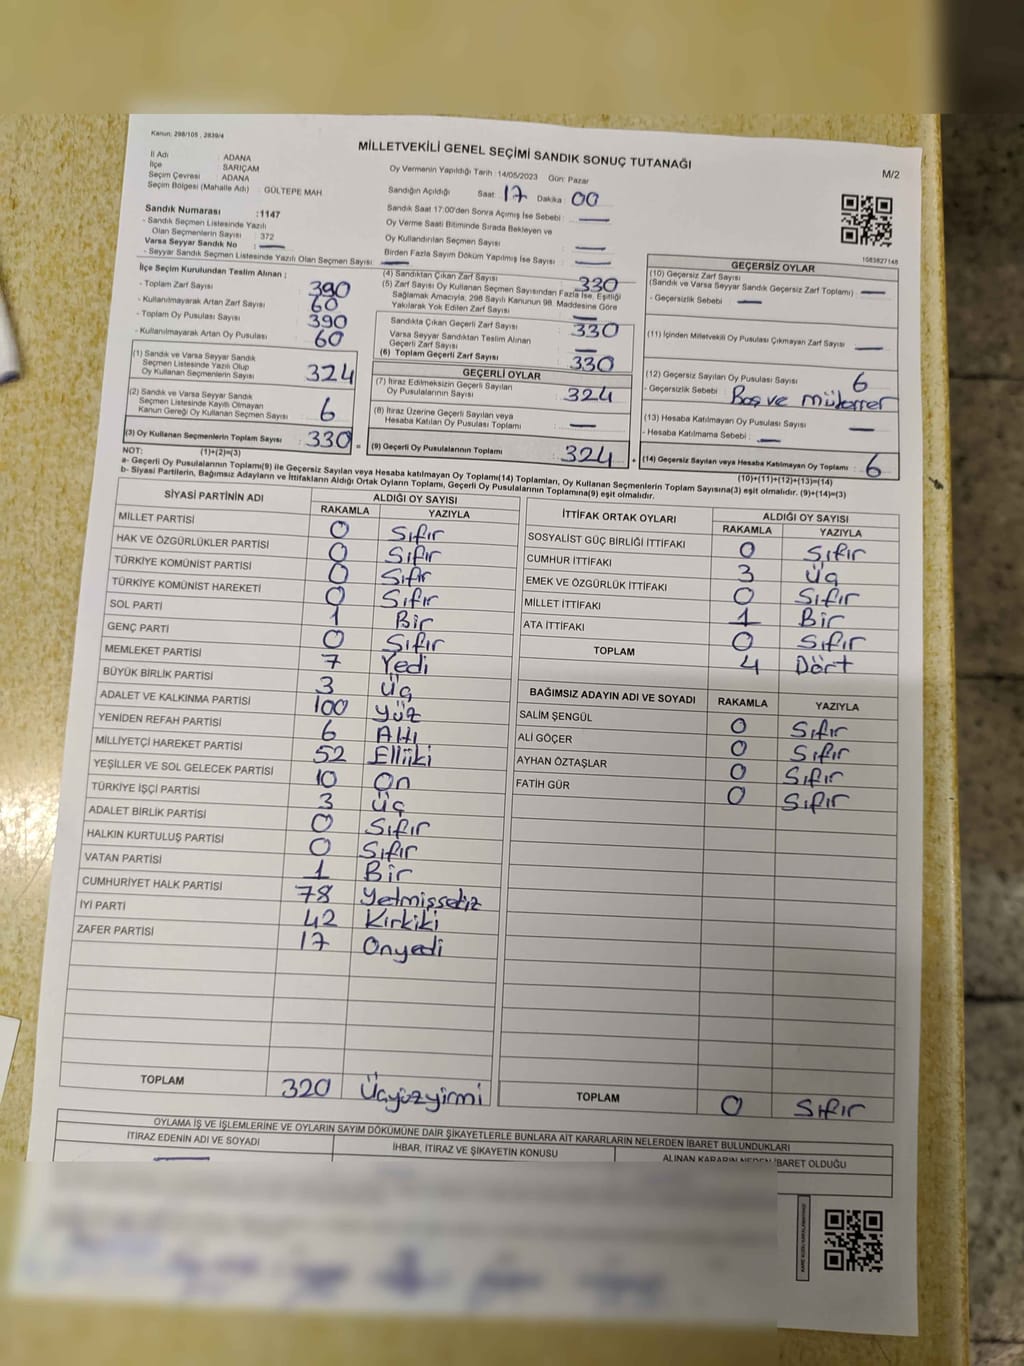 Kanun; 298/105 , 2839/4
MİLLETVEKİLİ GENEL SEÇİMİ SANDIK SONUÇ TUTANAĞI
M/2
İl Adı : ADANA
İlçe : SARIÇAM
Seçim Çevresi : ADANA
Seçim Bölgesi (Mahalle Adı) : GÜLTEPE MAH
Oy Vermenin Yapıldığı Tarih :14/05/2023 Gün: Pazar
Sandığın Açıldığı Saat 17 Dakika 00
Sandık Saat 17:00'den Sonra Açımış İse Sebebi : —
Oy Verme Saati Bitiminde Sırada Bekleyen ve
Oy Kullandırılan Seçmen Sayısı —
Birden Fazla Sayım Döküm Yapılmış İse Sayısı : —
Sandık Numarası :1147
- Sandık Seçmen Listesinde Yazılı
Olan Seçmenlerin Sayısı : 372
Varsa Seyyar Sandık No : —
- Seyyar Sandık Seçmen Listesinde Yazılı Olan Seçmen Sayısı: —
1083827148
İlçe Seçim Kurulundan Teslim Alınan ;
- Toplam Zarf Sayısı : 390
- Kullanılmayarak Artan Zarf Sayısı : 60
- Toplam Oy Pusulası Sayısı : 390
- Kullanılmayarak Artan Oy Pusulası : 60
(1) Sandık ve Varsa Seyyar Sandık
Seçmen Listesinde Yazılı Olup
Oy Kullanan Seçmenlerin Sayısı : 324
(2) Sandık ve Varsa Seyyar Sandık
Seçmen Listesinde Kayıtlı Olmayan
Kanun Gereği Oy Kullanan Seçmen Sayısı : 6
(3) Oy Kullanan Seçmenlerin Toplam Sayısı : 330
(1)+(2)=(3)
(4) Sandıktan Çıkan Zarf Sayısı 330
(5) Zarf Sayısı Oy Kullanan Seçmen Sayısından Fazla İse, Eşitliği
Sağlamak Amacıyla, 298 Sayılı Kanunun 98. Maddesine Göre
Yakılarak Yok Edilen Zarf Sayısı —
Sandıkta Çıkan Geçerli Zarf Sayısı : 330
Varsa Seyyar Sandıktan Teslim Alınan
Geçerli Zarf Sayısı : —
(6) Toplam Geçerli Zarf Sayısı : 330
GEÇERLİ OYLAR
(7) İtiraz Edilmeksizin Geçerli Sayılan
Oy Pusulasının Sayısı : 324
(8) İtiraz Üzerine Geçerli Sayılan veya
Hesaba Katılan Oy Pusulası Toplamı : —
= (9) Geçerli Oy Pusulalarının Toplamı : 324
GEÇERSİZ OYLAR
(10) Geçersiz Zarf Sayısı
(Sandık ve Varsa Seyyar Sandık Geçersiz Zarf Toplamı) : —
- Geçersizlik Sebebi : —
(11) İçinden Milletvekili Oy Pusulası Çıkmayan Zarf Sayısı : —
(12) Geçersiz Sayılan Oy Pusulası Sayısı : 6
- Geçersizlik Sebebi : Boş ve mükerrer
(13) Hesaba Katılmayan Oy Pusulası Sayısı : —
- Hesaba Katılmama Sebebi : —
+ (14) Geçersiz Sayılan veya Hesaba Katılmayan Oy Toplamı : 6
(10)+(11)+(12)+(13)=(14)
NOT:
a- Geçerli Oy Pusulalarının Toplamı(9) ile Geçersiz Sayılan veya Hesaba katılmayan Oy Toplamı(14) Toplamları, Oy Kullanan Seçmenlerin Toplam Sayısına(3) eşit olmalıdır. (9)+(14)=(3)
b- Siyasi Partilerin, Bağımsız Adayların ve İttifakların Aldığı Oyların Toplamı, Geçerli Oy Pusulalarının Toplamına(9) eşit olmalıdır.
SİYASİ PARTİNİN ADI ALDIĞI OY SAYISI
RAKAMLA YAZIYLA
MİLLET PARTİSİ 0 Sıfır
HAK VE ÖZGÜRLÜKLER PARTİSİ 0 Sıfır
TÜRKİYE KOMÜNİST PARTİSİ 0 Sıfır
TÜRKİYE KOMÜNİST HAREKETİ 0 Sıfır
SOL PARTİ 1 Bir
GENÇ PARTİ 0 Sıfır
MEMLEKET PARTİSİ 7 Yedi
BÜYÜK BİRLİK PARTİSİ 3 Üç
ADALET VE KALKINMA PARTİSİ 100 yüz
YENİDEN REFAH PARTİSİ 6 Altı
MİLLİYETÇİ HAREKET PARTİSİ 52 Elliiki
YEŞİLLER VE SOL GELECEK PARTİSİ 10 On
TÜRKİYE İŞÇİ PARTİSİ 3 Üç
ADALET BİRLİK PARTİSİ 0 Sıfır
HALKIN KURTULUŞ PARTİSİ 0 Sıfır
VATAN PARTİSİ 1 Bir
CUMHURİYET HALK PARTİSİ 78 yetmişsekiz
İYİ PARTİ 42 Kırkiki
ZAFER PARTİSİ 17 Onyedi
TOPLAM 320 Üçyüzyirmi
İTTİFAK ORTAK OYLARI ALDIĞI OY SAYISI
RAKAMLA YAZIYLA
SOSYALİST GÜÇ BİRLİĞİ İTTİFAKI 0 Sıfır
CUMHUR İTTİFAKI 3 Üç
EMEK VE ÖZGÜRLÜK İTTİFAKI 0 Sıfır
MİLLET İTTİFAKI 1 Bir
ATA İTTİFAKI 0 Sıfır
TOPLAM 4 Dört
BAĞIMSIZ ADAYIN ADI VE SOYADI RAKAMLA YAZIYLA
SALİM ŞENGÜL 0 Sıfır
ALİ GÖÇER 0 Sıfır
AYHAN ÖZTAŞLAR 0 Sıfır
FATİH GÜR 0 Sıfır
TOPLAM 0 Sıfır
OYLAMA İŞ VE İŞLEMLERİNE VE OYLARIN SAYIM DÖKÜMÜNE DAİR ŞİKAYETLERLE BUNLARA AİT KARARLARIN NELERDEN İBARET BULUNDUKLARI
İTİRAZ EDENİN ADI VE SOYADI İHBAR, İTİRAZ VE ŞİKAYETİN KONUSU ALINAN KARARIN NEDEN İBARET OLDUĞU